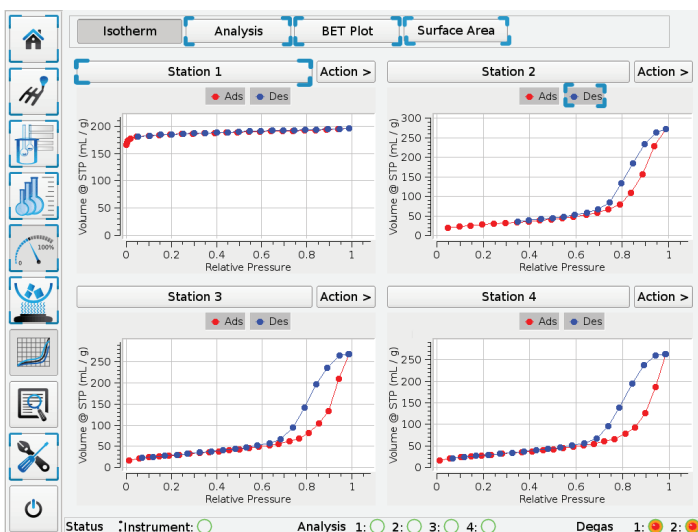 Isotherm Analysis BET Plot Surface Area
Station 1 Action >
Station 2 Action >
Ads Des
Ads Des
Volume @ STP (mL / g)
200
150
100
50
0
0 0.2 0.4 0.6 0.8 1
Relative Pressure
Volume @ STP (mL / g)
300
250
200
150
100
50
0
0 0.2 0.4 0.6 0.8 1
Relative Pressure
100%
0
Station 3 Action >
Station 4 Action >
Ads Des
Ads Des
Volume @ STP (mL / g)
250
200
150
100
50
0
0 0.2 0.4 0.6 0.8 1
Relative Pressure
Volume @ STP (mL / g)
250
200
150
100
50
0
0 0.2 0.4 0.6 0.8 1
Relative Pressure
Status Instrument: Analysis 1: 2: 3: 4: Degas 1: 2: